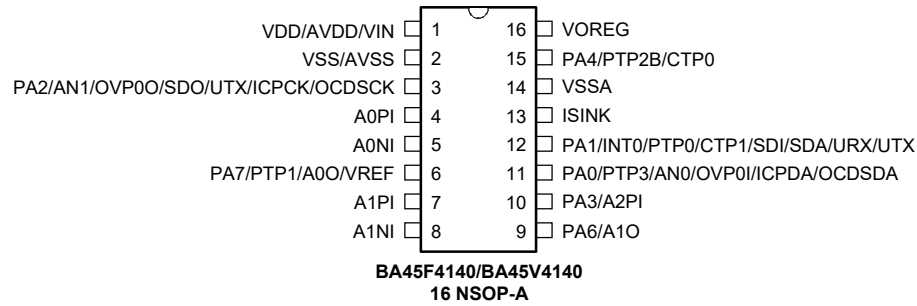 VDD/AVDD/VIN 1 16 VOREG
VSS/AVSS 2 15 PA4/PTP2B/CTP0
PA2/AN1/OVP0O/SDO/UTX/ICPCK/OCDSCK 3 14 VSSA
A0PI 4 13 ISINK
A0NI 5 12 PA1/INT0/PTP0/CTP1/SDI/SDA/URX/UTX
PA7/PTP1/A0O/VREF 6 11 PA0/PTP3/AN0/OVP0I/ICPDA/OCDSDA
A1PI 7 10 PA3/A2PI
A1NI 8 9 PA6/A1O
BA45F4140/BA45V4140
16 NSOP-A